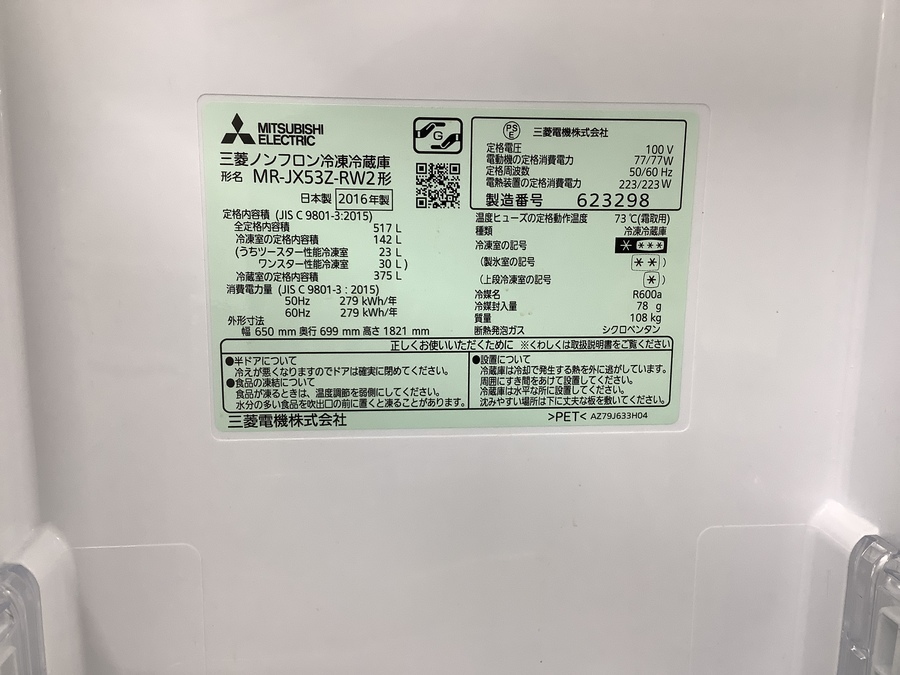 MITSUBISHI
ELECTRIC
G
三菱ノンフロン冷凍冷蔵庫
形名 MR-JX53Z-RW2形
日本製 2016年製
定格内容積 (JIS C 9801-3:2015)
全定格内容積 517 L
冷凍室の定格内容積 142 L
(うちツースター性能冷凍室 23 L
ワンスター性能冷凍室 30 L)
冷蔵室の定格内容積 375 L
消費電力量 (JIS C 9801-3:2015)
50Hz 279 kWh/年
60Hz 279 kWh/年
外形寸法
幅 650 mm 奥行 699 mm 高さ 1821 mm
PSE 三菱電機株式会社
定格電圧 100 V
電動機の定格消費電力 77/77W
定格周波数 50/60 Hz
電熱装置の定格消費電力 223/223W
製造番号 623298
温度ヒューズの定格動作温度 73℃(霜取用)
種類 冷凍冷蔵庫
冷凍室の記号 * ***
(製氷室の記号 ** )
(上段冷凍室の記号 * )
冷媒名 R600a
冷媒封入量 78 g
質量 108 kg
断熱発泡ガス シクロペンタン
正しくお使いいただくために ※くわしくは取扱説明書をご覧ください
●半ドアについて
冷えが悪くなりますのでドアは確実に閉めてください。
●食品の凍結について
食品が凍るときは、温度調節を弱側にしてください。
水分の多い食品を吹出口の前に置くと凍ることがあります。
●設置について
冷蔵庫は冷却で発生する熱を外に逃がしています。
周囲にすき間をあけて設置してください。
冷蔵庫は水平な所に設置してください。
沈みやすい場所は下に丈夫な板を敷いてください。
三菱電機株式会社 >PET< AZ79J633H04